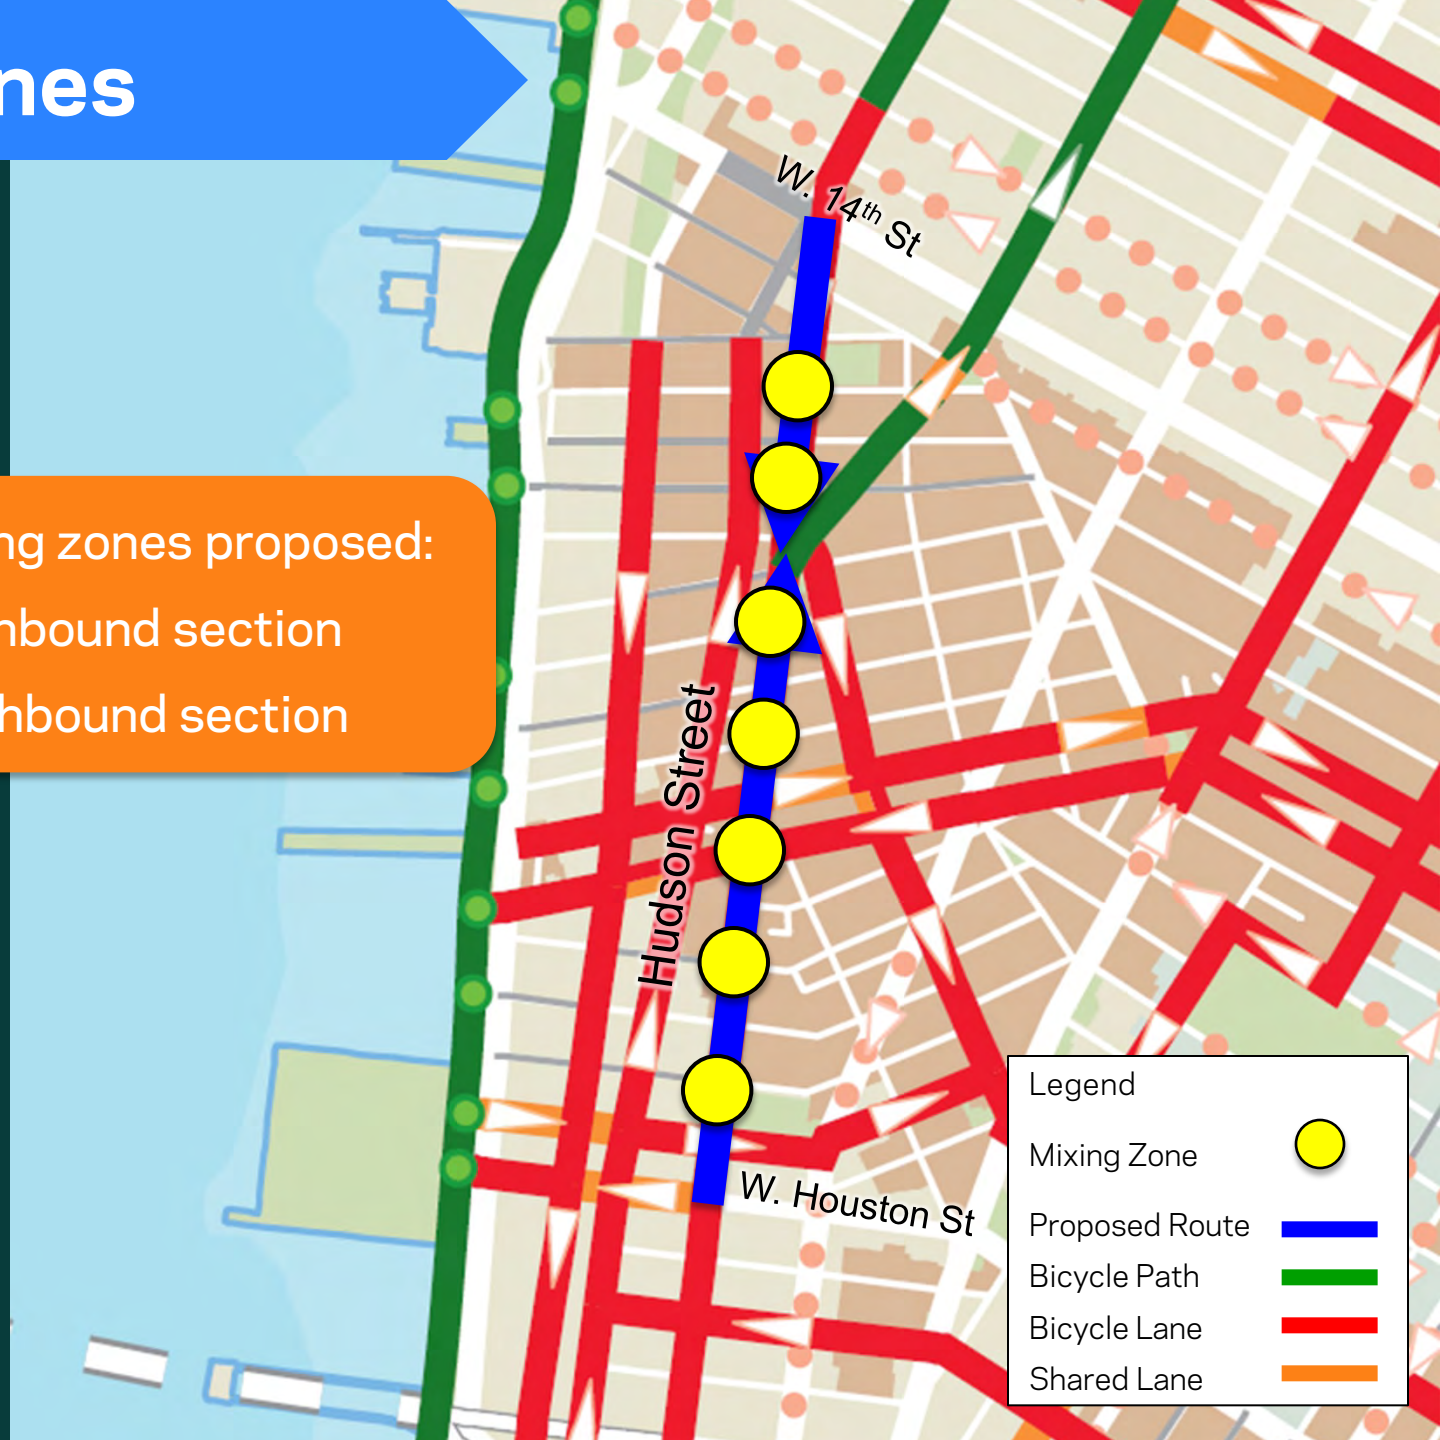 nes
W. 14th St
ng zones proposed:
hbound section
hbound section
Hudson Street
W. Houston St
Legend
Mixing Zone
Proposed Route
Bicycle Path
Bicycle Lane
Shared Lane